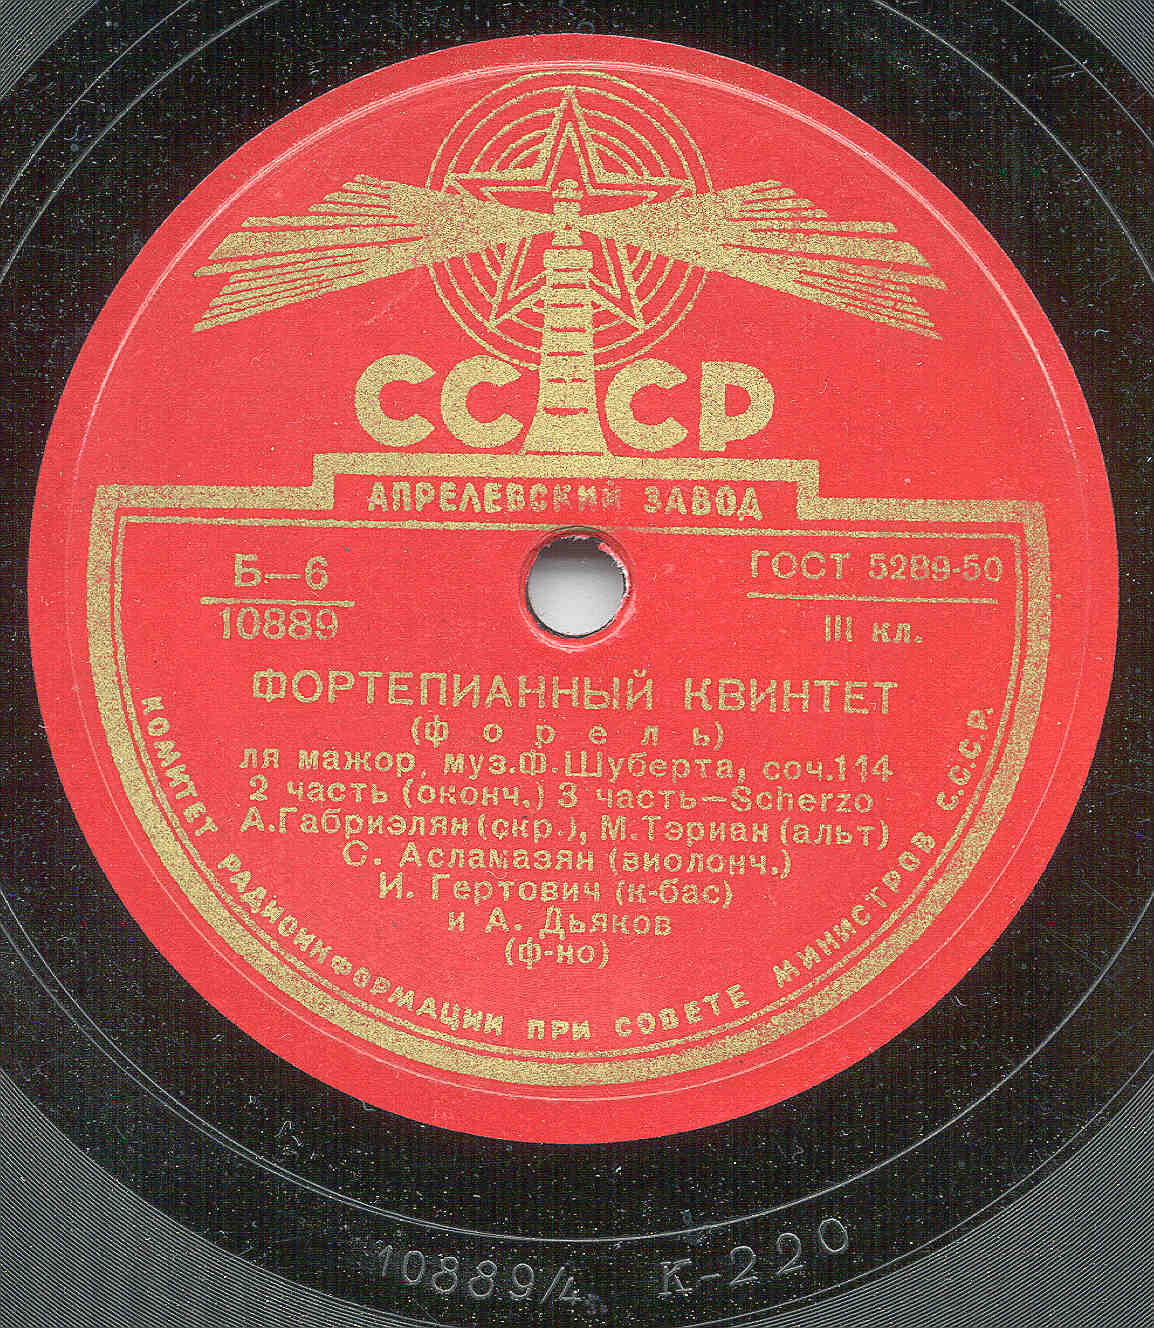 СССР
АПРЕЛЕВСКИЙ ЗАВОД
Б—6
10889
ГОСТ 5289-50
III кл.
ФОРТЕПИАННЫЙ КВИНТЕТ
(форель)
ля мажор, муз.Ф.Шуберта, соч.114
2 часть (оконч.) 3 часть—Scherzo
А.Габриэлян (скр.), М.Тэриан (альт)
С. Асламазян (виолонч.)
И. Гертович (к-бас)
и А. Дьяков
(ф-но)
КОМИТЕТ РАДИОИНФОРМАЦИИ ПРИ СОВЕТЕ МИНИСТРОВ С.С.С.Р.
10889/4 К-220